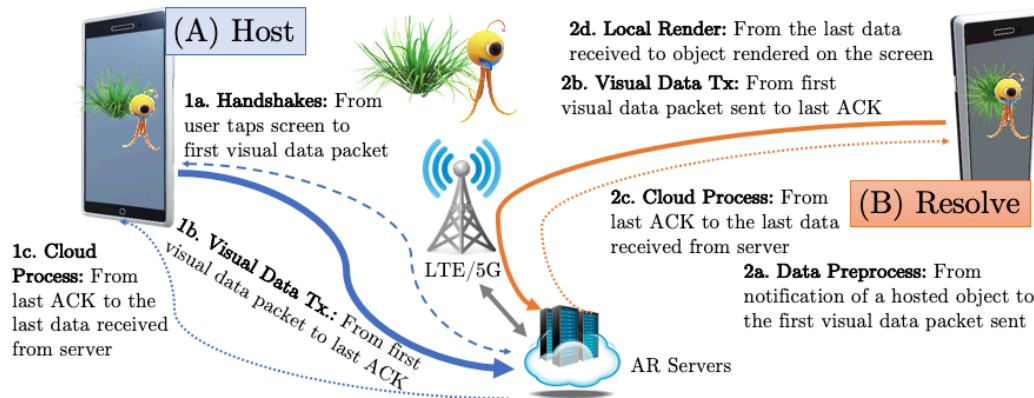 (A) Host
1a. Handshakes: From
user taps screen to
first visual data packet
1b. Visual Data Tx.: From first
visual data packet to last ACK
1c. Cloud
Process: From
last ACK to the
last data received
from server
LTE/5G
AR Servers
2d. Local Render: From the last data
received to object rendered on the screen
2b. Visual Data Tx: From first
visual data packet sent to last ACK
2c. Cloud Process: From
last ACK to the last data
received from server
(B) Resolve
2a. Data Preprocess: From
notification of a hosted object to
the first visual data packet sent